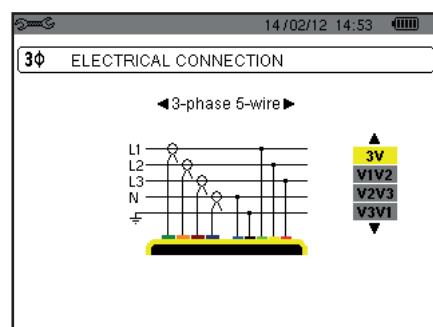 14/02/12 14:53
3Φ ELECTRICAL CONNECTION
◄3-phase 5-wire►
L1
L2
L3
N
3V
V1V2
V2V3
V3V1